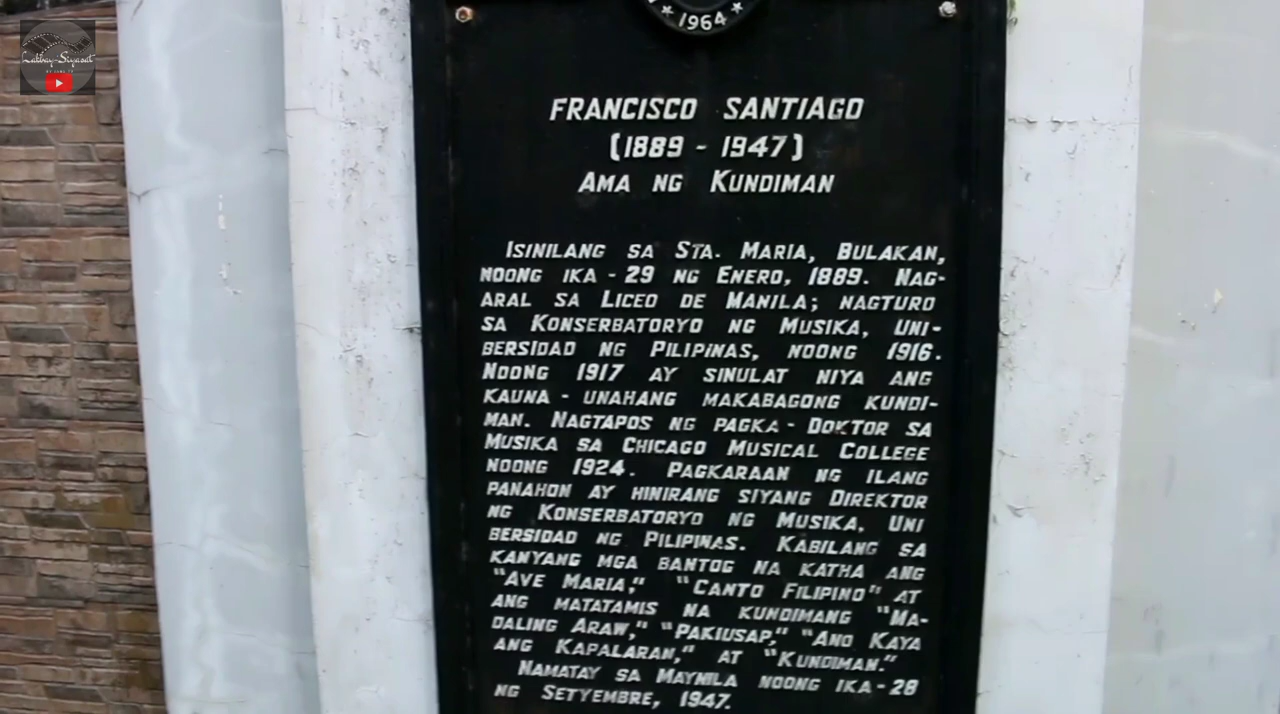 Lakbay-Siyasat
★ 1964 ★
FRANCISCO SANTIAGO
(1889 - 1947)
AMA NG KUNDIMAN
ISINILANG SA STA. MARIA, BULAKAN,
NOONG IKA - 29 NG ENERO, 1889. NAG-
ARAL SA LICEO DE MANILA; NAGTURO
SA KONSERBATORYO NG MUSIKA, UNI-
BERSIDAD NG PILIPINAS, NOONG 1916.
NOONG 1917 AY SINULAT NIYA ANG
KAUNA - UNAHANG MAKABAGONG KUNDI-
MAN. NAGTAPOS NG PAGKA - DOKTOR SA
MUSIKA SA CHICAGO MUSICAL COLLEGE
NOONG 1924. PAGKARAAN NG ILANG
PANAHON AY HINIRANG SIYANG DIREKTOR
NG KONSERBATORYO NG MUSIKA, UNI
BERSIDAD NG PILIPINAS. KABILANG SA
KANYANG MGA BANTOG NA KATHA ANG
"AVE MARIA," "CANTO FILIPINO" AT
ANG MATATAMIS NA KUNDIMANG "MA-
DALING ARAW," "PAKIUSAP," "ANO KAYA
ANG KAPALARAN," AT "KUNDIMAN."
NAMATAY SA MAYNILA NOONG IKA - 28
NG SETYEMBRE, 1947.